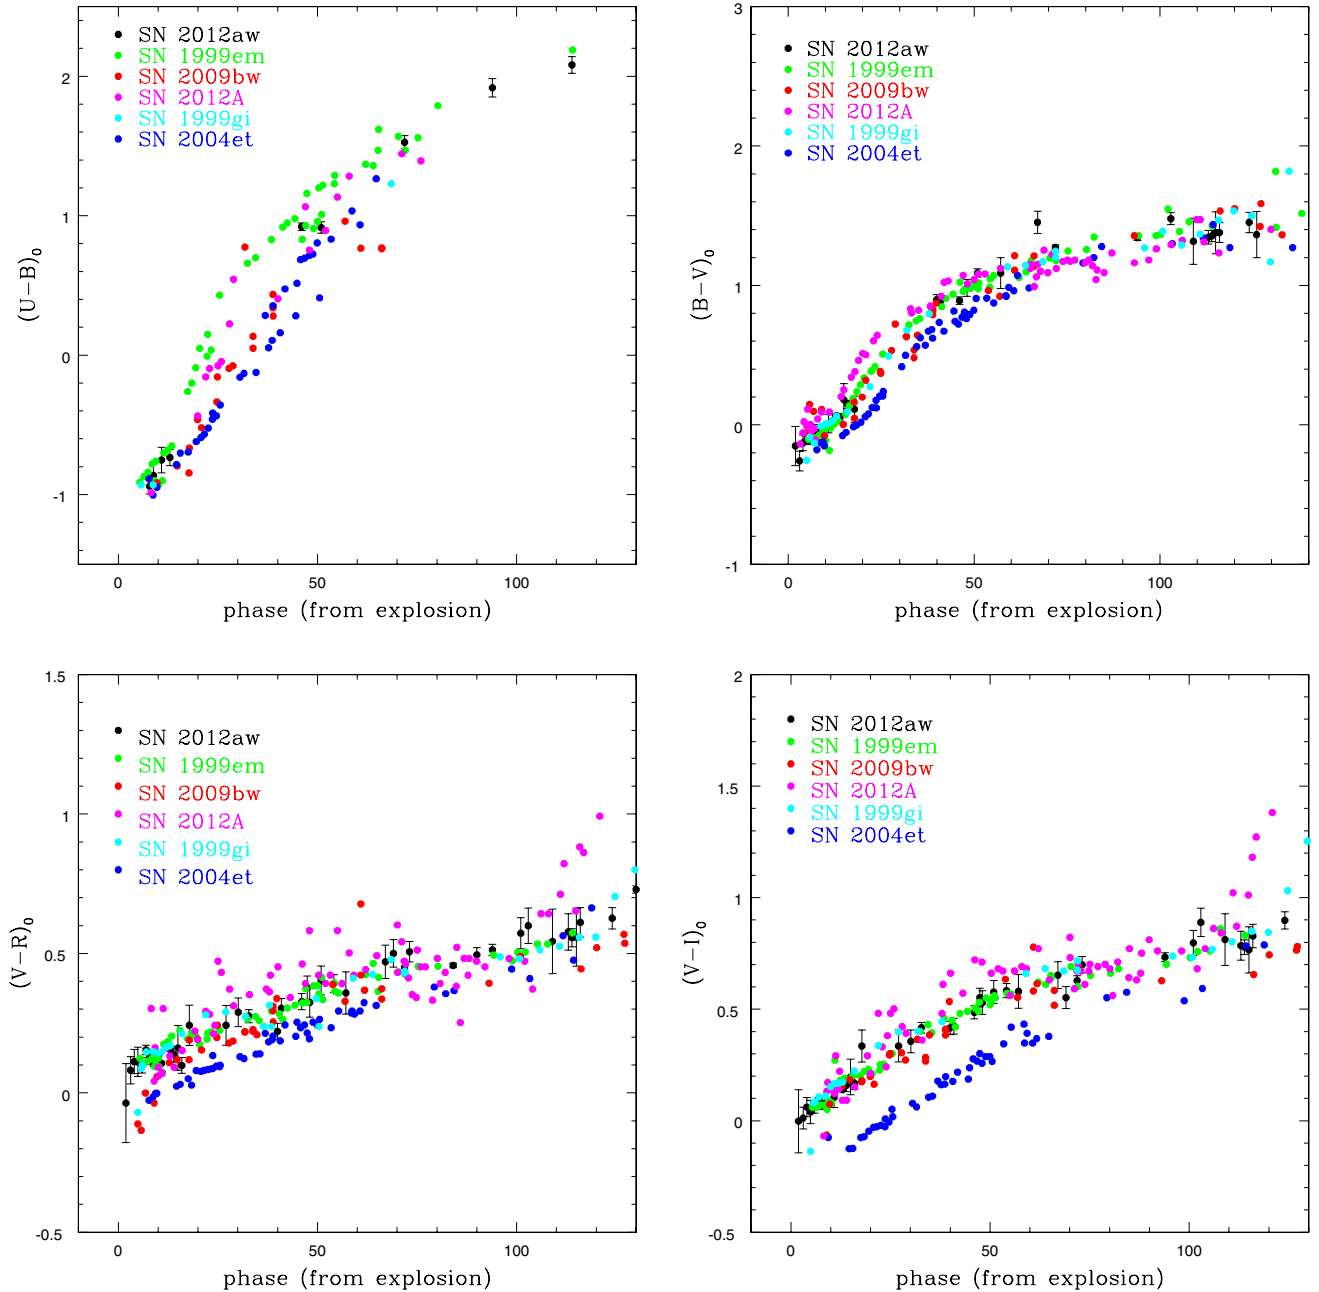 SN 2012aw
SN 1999em
SN 2009bw
SN 2012A
SN 1999gi
SN 2004et
2
1
0
-1
(U-B)0
0
50
100
phase (from explosion)
SN 2012aw
SN 1999em
SN 2009bw
SN 2012A
SN 1999gi
SN 2004et
3
2
1
0
-1
(B-V)0
0
50
100
phase (from explosion)
SN 2012aw
SN 1999em
SN 2009bw
SN 2012A
SN 1999gi
SN 2004et
1.5
1
0.5
0
-0.5
(V-R)0
0
50
100
phase (from explosion)
SN 2012aw
SN 1999em
SN 2009bw
SN 2012A
SN 1999gi
SN 2004et
2
1.5
1
0.5
0
-0.5
(V-I)0
0
50
100
phase (from explosion)